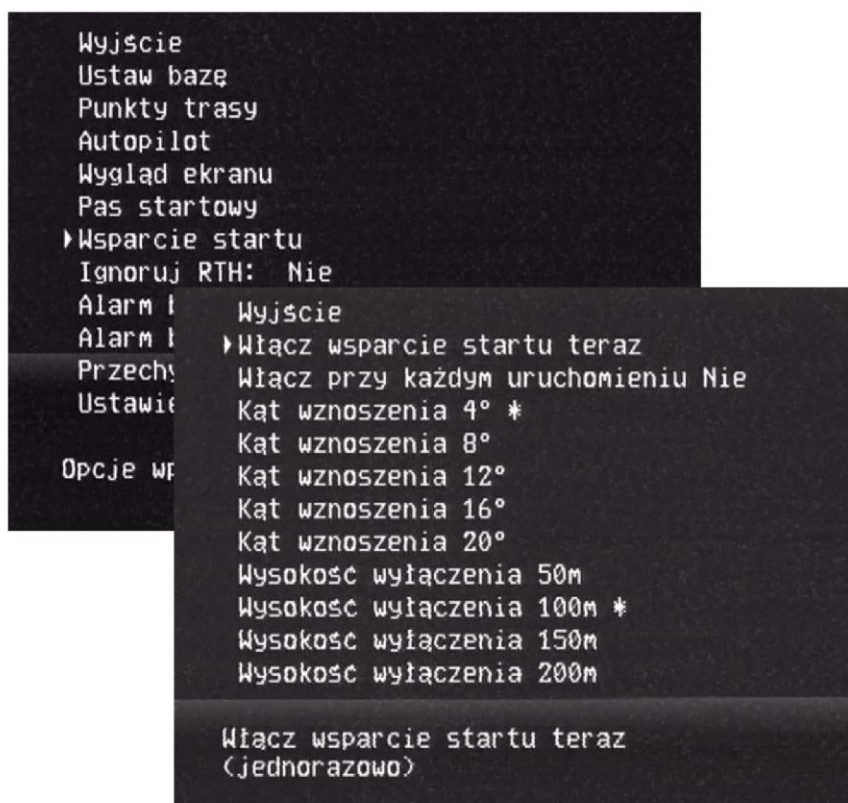 Wyjście
Ustaw bazę
Punkty trasy
Autopilot
Wygląd ekranu
Pas startowy
Wsparcie startu
Ignoruj RTH: Nie
Alarm
Alarm
Opcje
Wyjście
Włącz wsparcie startu teraz
Włącz przy każdym uruchomieniu Nie
Kąt wznoszenia 4° *
Kąt wznoszenia 8°
Kąt wznoszenia 12°
Kąt wznoszenia 16°
Kąt wznoszenia 20°
Wysokość wyłączenia 50m
Wysokość wyłączenia 100m *
Wysokość wyłączenia 150m
Wysokość wyłączenia 200m
Włącz wsparcie startu teraz
(jednorazowo)